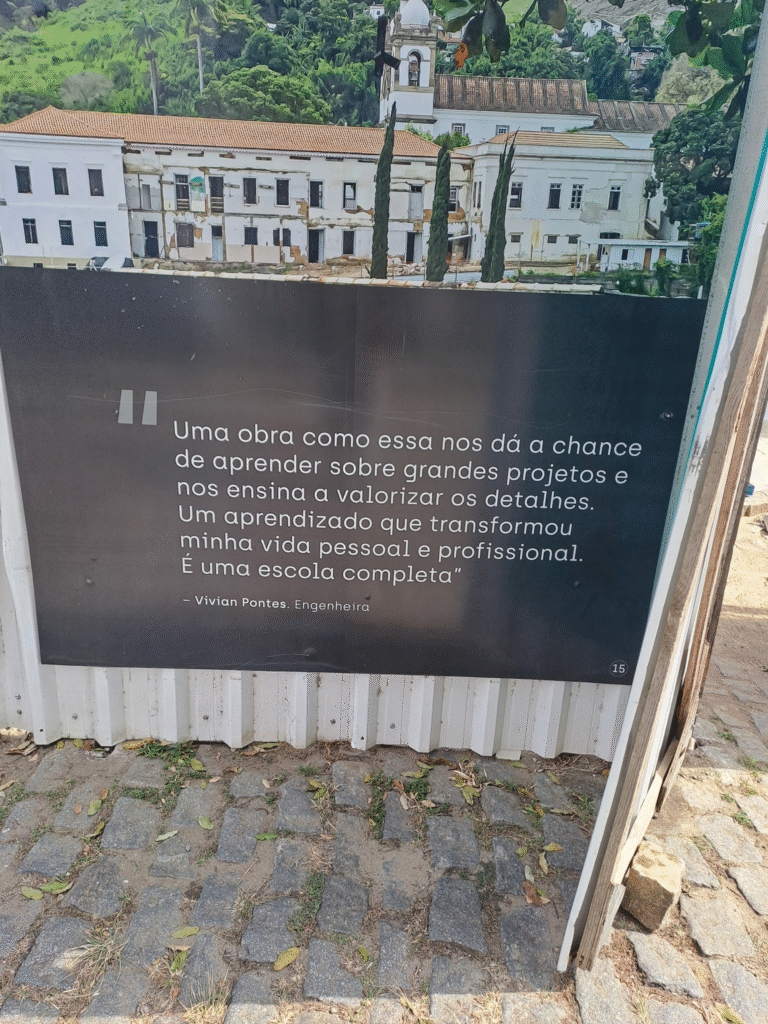 "
Uma obra como essa nos dá a chance
de aprender sobre grandes projetos e
nos ensina a valorizar os detalhes.
Um aprendizado que transformou
minha vida pessoal e profissional.
É uma escola completa"
– Vivian Pontes. Engenheira
15